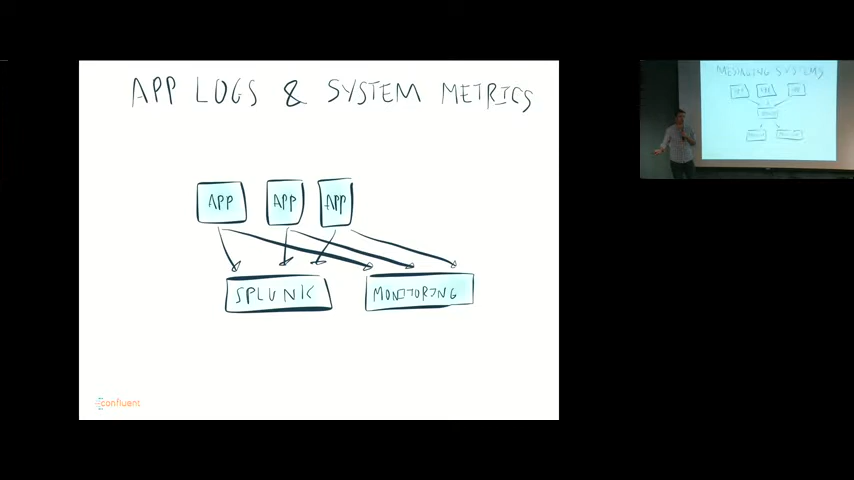 APP LOGS & SYSTEM METRICS
APP APP APP
SPLUNK MONITORING
confluent
MESSAGING SYSTEMS